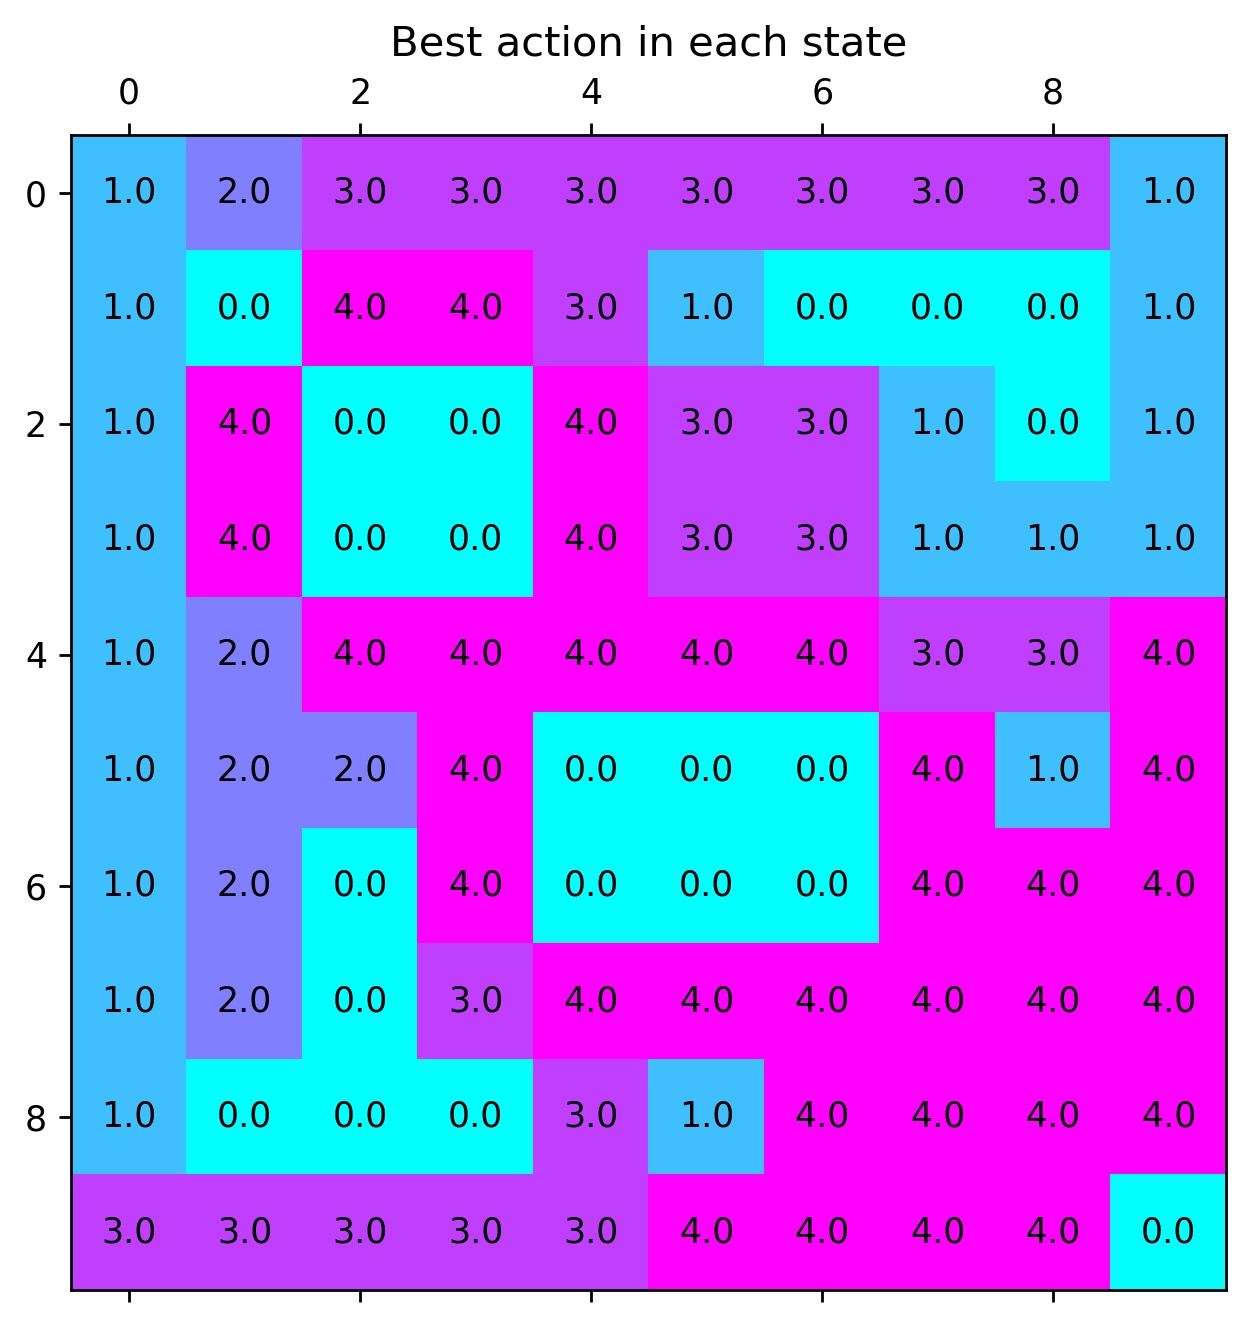 Best action in each state
0 2 4 6 8
0 1.0 2.0 3.0 3.0 3.0 3.0 3.0 3.0 3.0 1.0
1.0 0.0 4.0 4.0 3.0 1.0 0.0 0.0 0.0 1.0
2 1.0 4.0 0.0 0.0 4.0 3.0 3.0 1.0 0.0 1.0
1.0 4.0 0.0 0.0 4.0 3.0 3.0 1.0 1.0 1.0
4 1.0 2.0 4.0 4.0 4.0 4.0 4.0 3.0 3.0 4.0
1.0 2.0 2.0 4.0 0.0 0.0 0.0 4.0 1.0 4.0
6 1.0 2.0 0.0 4.0 0.0 0.0 0.0 4.0 4.0 4.0
1.0 2.0 0.0 3.0 4.0 4.0 4.0 4.0 4.0 4.0
8 1.0 0.0 0.0 0.0 3.0 1.0 4.0 4.0 4.0 4.0
3.0 3.0 3.0 3.0 3.0 4.0 4.0 4.0 4.0 0.0